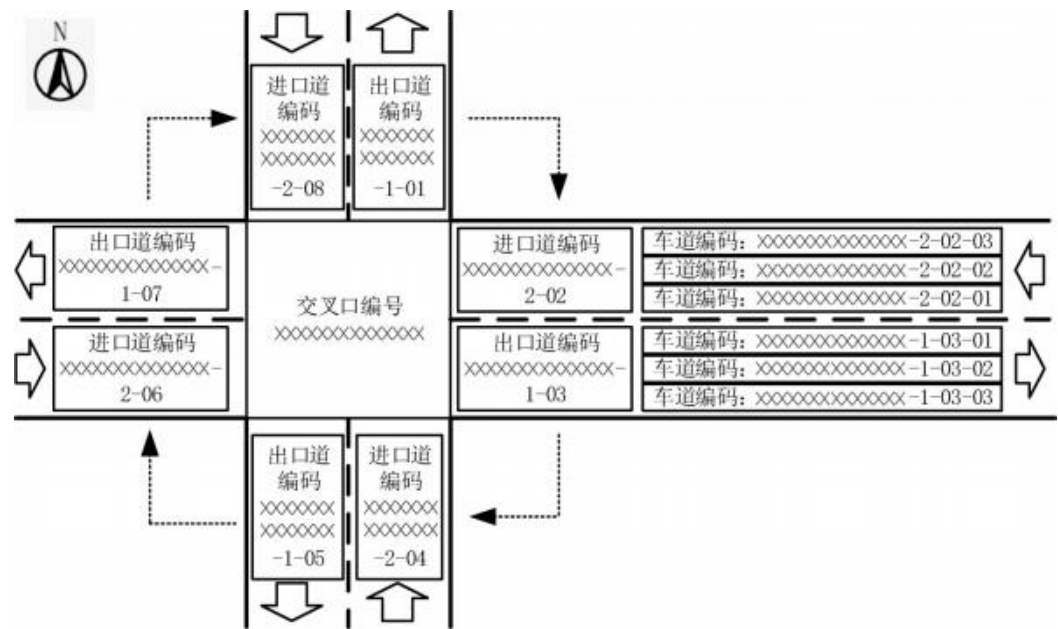 N
进口道
编码
XXXXXXX
XXXXXXX
-2-08
出口道
编码
XXXXXXX
XXXXXXX
-1-01
出口道编码
XXXXXXXXXXXXXX-
1-07
进口道编码
XXXXXXXXXXXXXX-
2-06
交叉口编号
XXXXXXXXXXXXXX
进口道编码
XXXXXXXXXXXXXX-
2-02
出口道编码
XXXXXXXXXXXXXX-
1-03
车道编码：XXXXXXXXXXXXXX-2-02-03
车道编码：XXXXXXXXXXXXXX-2-02-02
车道编码：XXXXXXXXXXXXXX-2-02-01
车道编码：XXXXXXXXXXXXXX-1-03-01
车道编码：XXXXXXXXXXXXXX-1-03-02
车道编码：XXXXXXXXXXXXXX-1-03-03
出口道
编码
XXXXXXX
XXXXXXX
-1-05
进口道
编码
XXXXXXX
XXXXXXX
-2-04